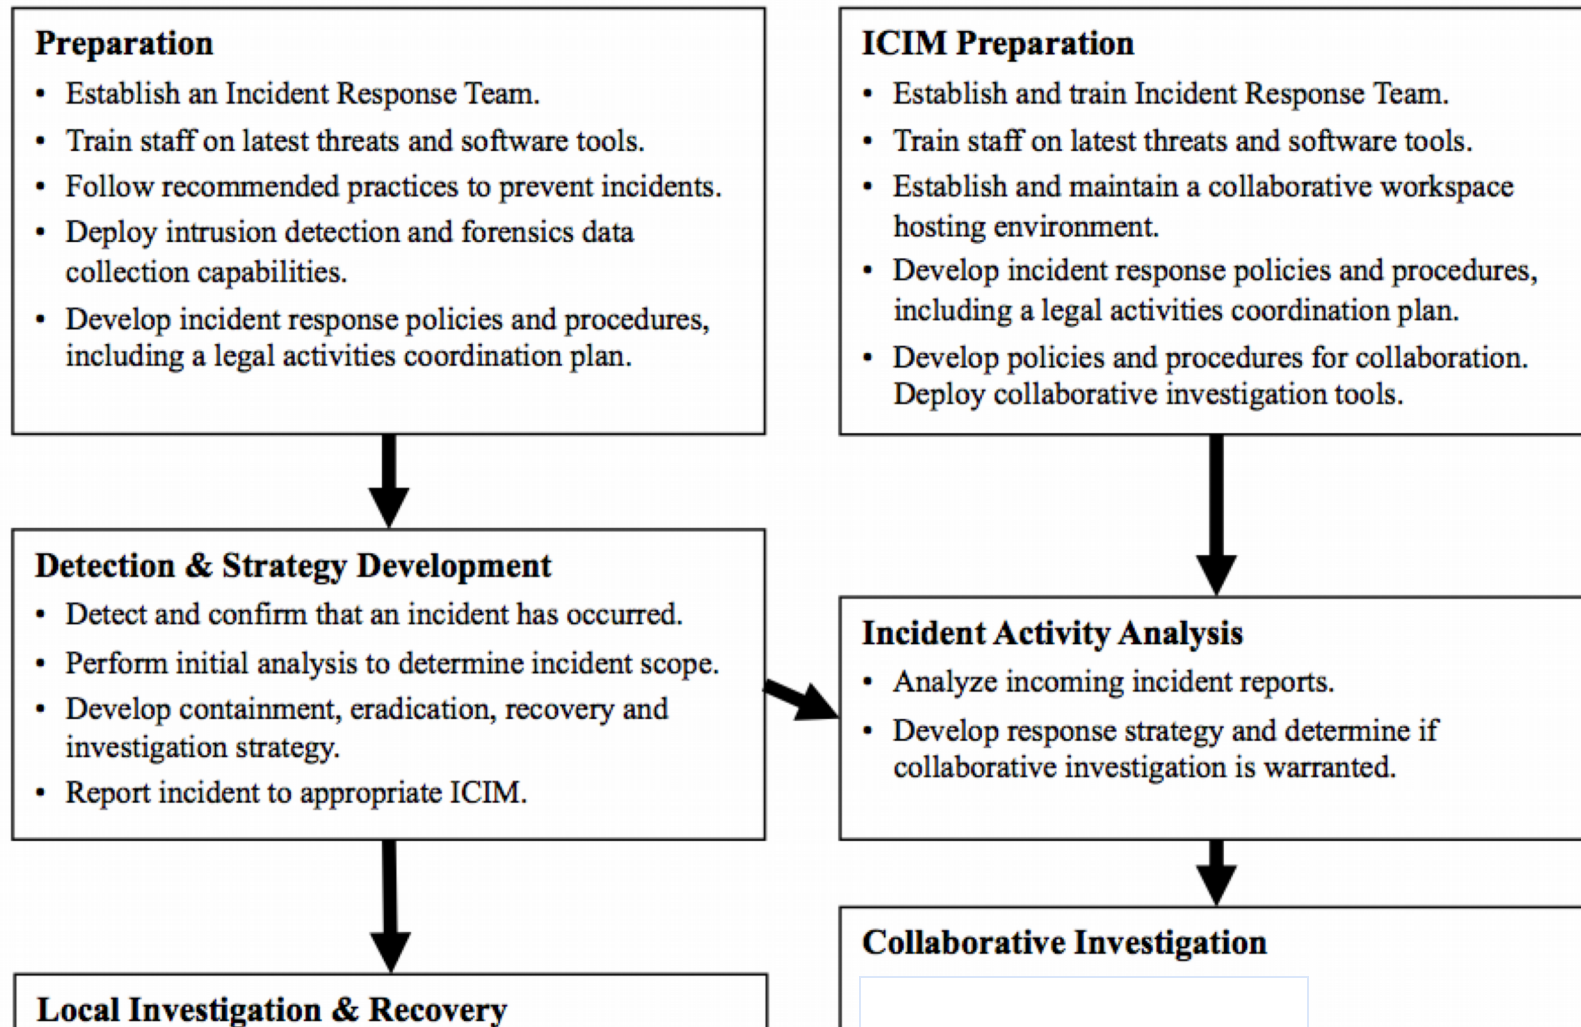 Preparation
• Establish an Incident Response Team.
• Train staff on latest threats and software tools.
• Follow recommended practices to prevent incidents.
• Deploy intrusion detection and forensics data
collection capabilities.
• Develop incident response policies and procedures,
including a legal activities coordination plan.
ICIM Preparation
• Establish and train Incident Response Team.
• Train staff on latest threats and software tools.
• Establish and maintain a collaborative workspace
hosting environment.
• Develop incident response policies and procedures,
including a legal activities coordination plan.
• Develop policies and procedures for collaboration.
Deploy collaborative investigation tools.
Detection & Strategy Development
• Detect and confirm that an incident has occurred.
• Perform initial analysis to determine incident scope.
• Develop containment, eradication, recovery and
investigation strategy.
• Report incident to appropriate ICIM.
Incident Activity Analysis
• Analyze incoming incident reports.
• Develop response strategy and determine if
collaborative investigation is warranted.
Local Investigation & Recovery
Collaborative Investigation